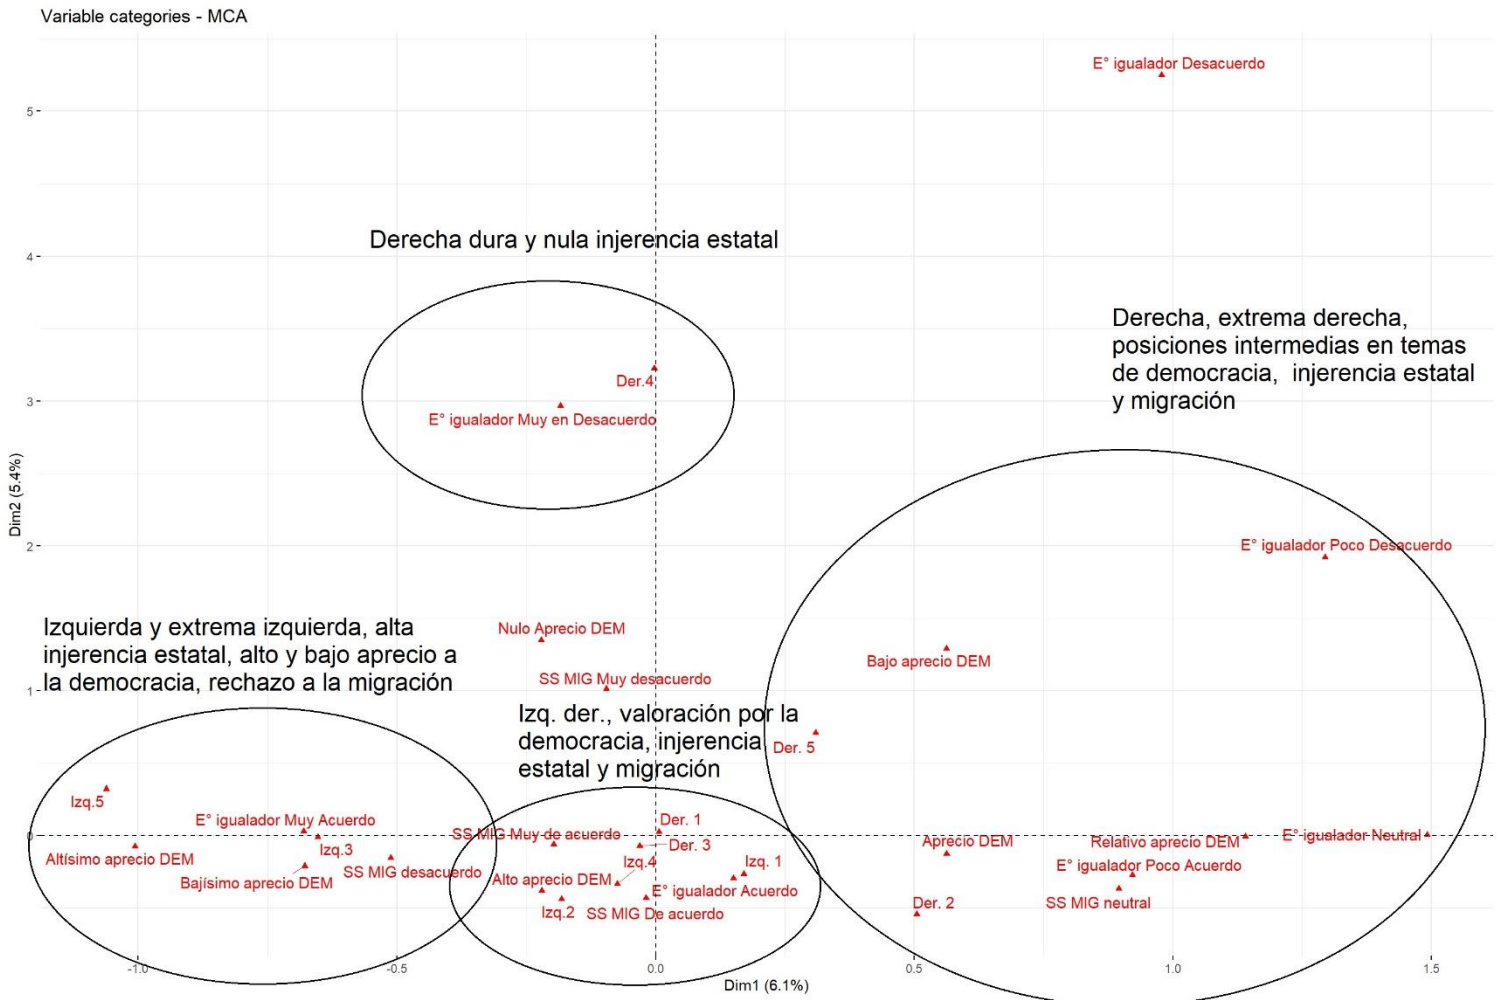 Variable categories - MCA
E° igualador Desacuerdo
5
Derecha dura y nula injerencia estatal
4
Derecha, extrema derecha,
posiciones intermedias en temas
de democracia, injerencia estatal
y migración
Der.4
3
E° igualador Muy en Desacuerdo
Dim2 (5.4%)
2
E° igualador Poco Desacuerdo
Izquierda y extrema izquierda, alta
injerencia estatal, alto y bajo aprecio a
la democracia, rechazo a la migración
Nulo Aprecio DEM
Bajo aprecio DEM
SS MIG Muy desacuerdo
1
Izq. der., valoración por la
democracia, injerencia
estatal y migración
Der. 5
Izq.5
E° igualador Muy Acuerdo
Der. 1
0
SS MIG Muy de acuerdo
E° igualador Neutral
Altísimo aprecio DEM
Izq.3
Der. 3
Aprecio DEM
Relativo aprecio DEM
Bajísimo aprecio DEM
SS MIG desacuerdo
Izq.4
Izq. 1
E° igualador Poco Acuerdo
Alto aprecio DEM
E° igualador Acuerdo
Izq.2
SS MIG De acuerdo
Der. 2
SS MIG neutral
-1.0
-0.5
0.0
0.5
1.0
1.5
Dim1 (6.1%)